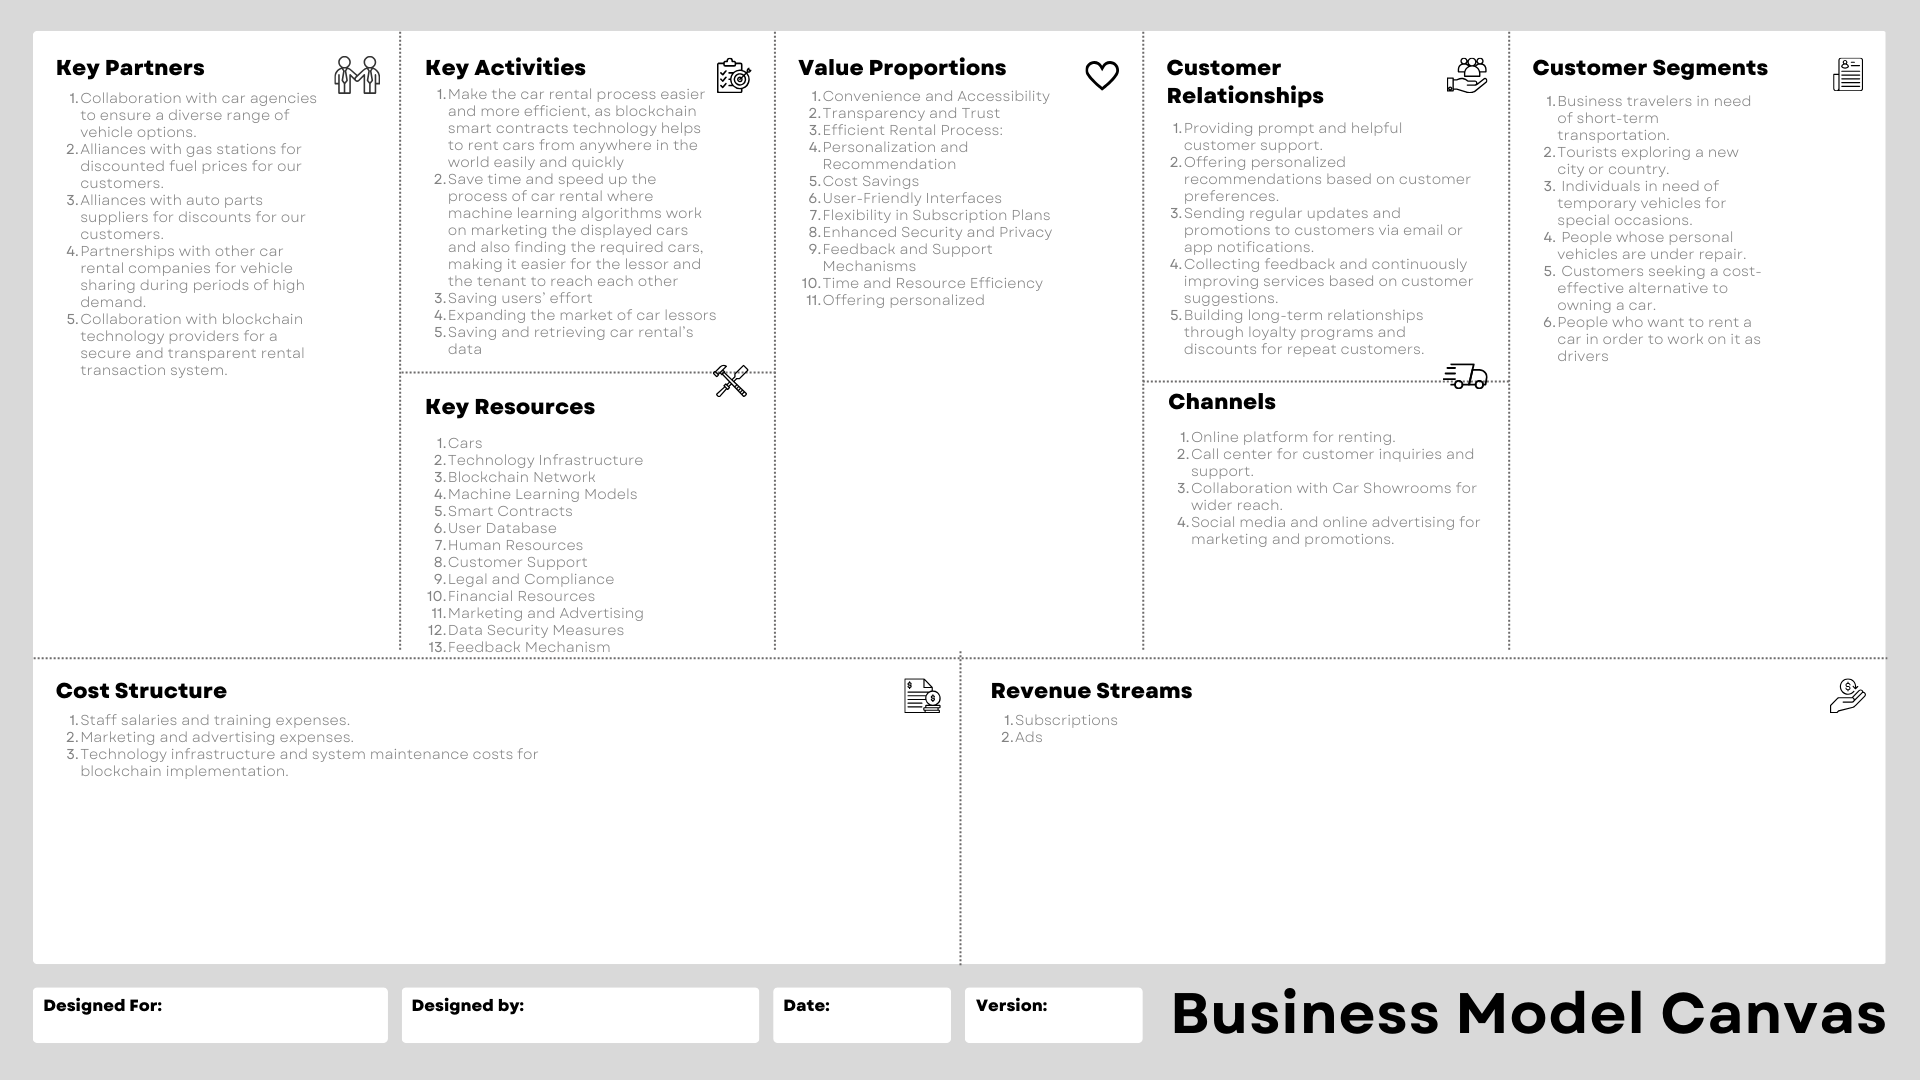 Key Partners
1. Collaboration with car agencies
to ensure a diverse range of
vehicle options.
2. Alliances with gas stations for
discounted fuel prices for our
customers.
3. Alliances with auto parts
suppliers for discounts for our
customers.
4. Partnerships with other car
rental companies for vehicle
sharing during periods of high
demand.
5. Collaboration with blockchain
technology providers for a
secure and transparent rental
transaction system.
Key Activities
1. Make the car rental process easier
and more efficient, as blockchain
smart contracts technology helps
to rent cars from anywhere in the
world easily and quickly
2. Save time and speed up the
process of car rental where
machine learning algorithms work
on marketing the displayed cars
and also finding the required cars,
making it easier for the lessor and
the tenant to reach each other
3. Saving users' effort
4. Expanding the market of car lessors
5. Saving and retrieving car rental's
data
Key Resources
1. Cars
2. Technology Infrastructure
3. Blockchain Network
4. Machine Learning Models
5. Smart Contracts
6. User Database
7. Human Resources
8. Customer Support
9. Legal and Compliance
10. Financial Resources
11. Marketing and Advertising
12. Data Security Measures
13. Feedback Mechanism
Value Proportions
1. Convenience and Accessibility
2. Transparency and Trust
3. Efficient Rental Process:
4. Personalization and
Recommendation
5. Cost Savings
6. User-Friendly Interfaces
7. Flexibility in Subscription Plans
8. Enhanced Security and Privacy
9. Feedback and Support
Mechanisms
10. Time and Resource Efficiency
11. Offering personalized
Customer
Relationships
1. Providing prompt and helpful
customer support.
2. Offering personalized
recommendations based on customer
preferences.
3. Sending regular updates and
promotions to customers via email or
app notifications.
4. Collecting feedback and continuously
improving services based on customer
suggestions.
5. Building long-term relationships
through loyalty programs and
discounts for repeat customers.
Channels
1. Online platform for renting.
2. Call center for customer inquiries and
support.
3. Collaboration with Car Showrooms for
wider reach.
4. Social media and online advertising for
marketing and promotions.
Customer Segments
1. Business travelers in need
of short-term
transportation.
2. Tourists exploring a new
city or country.
3. Individuals in need of
temporary vehicles for
special occasions.
4. People whose personal
vehicles are under repair.
5. Customers seeking a cost-
effective alternative to
owning a car.
6. People who want to rent a
car in order to work on it as
drivers
Cost Structure
1. Staff salaries and training expenses.
2. Marketing and advertising expenses.
3. Technology infrastructure and system maintenance costs for
blockchain implementation.
Revenue Streams
1. Subscriptions
2. Ads
Designed For:
Designed by:
Date:
Version:
Business Model Canvas